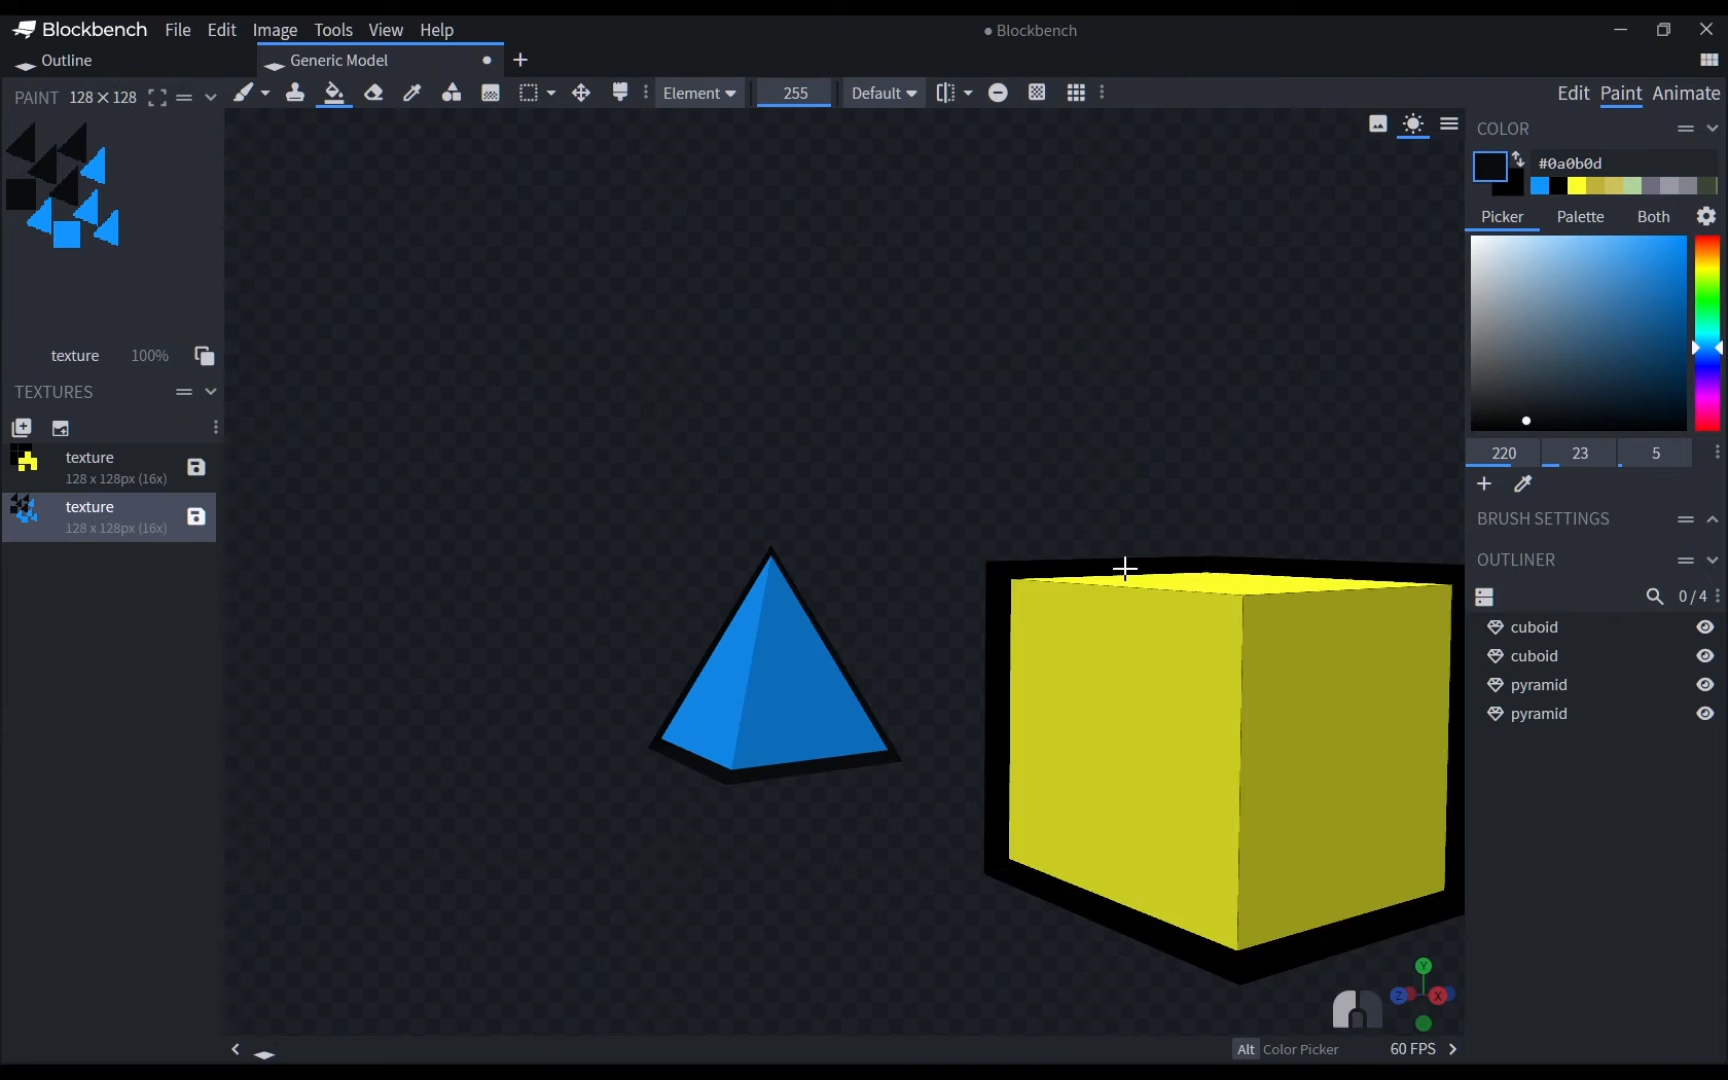 Blockbench File Edit Image Tools View Help
Blockbench
Outline
Generic Model
PAINT 128 × 128
Element
255
Default
Edit Paint Animate
COLOR
#0a0b0d
Picker Palette Both
texture 100%
TEXTURES
texture
128 x 128px (16x)
texture
128 x 128px (16x)
220 23 5
BRUSH SETTINGS
OUTLINER
0 / 4
cuboid
cuboid
pyramid
pyramid
Y
Z X
Alt Color Picker 60 FPS